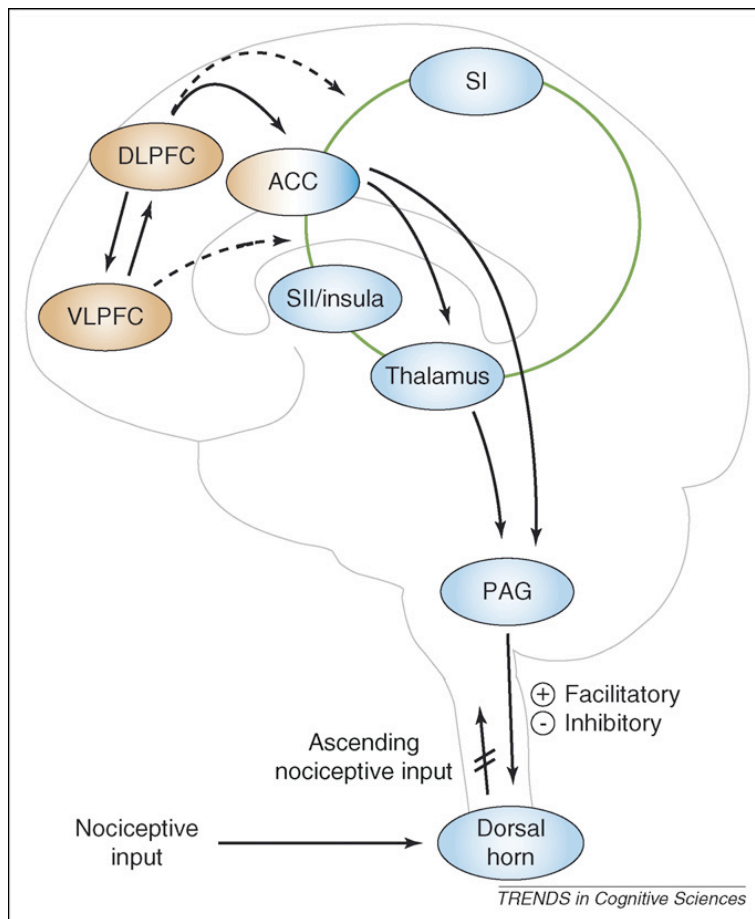 SI
DLPFC
ACC
SII/insula
VLPFC
Thalamus
PAG
+ Facilitatory
- Inhibitory
Ascending
nociceptive input
Nociceptive
input
Dorsal
horn
TRENDS in Cognitive Sciences